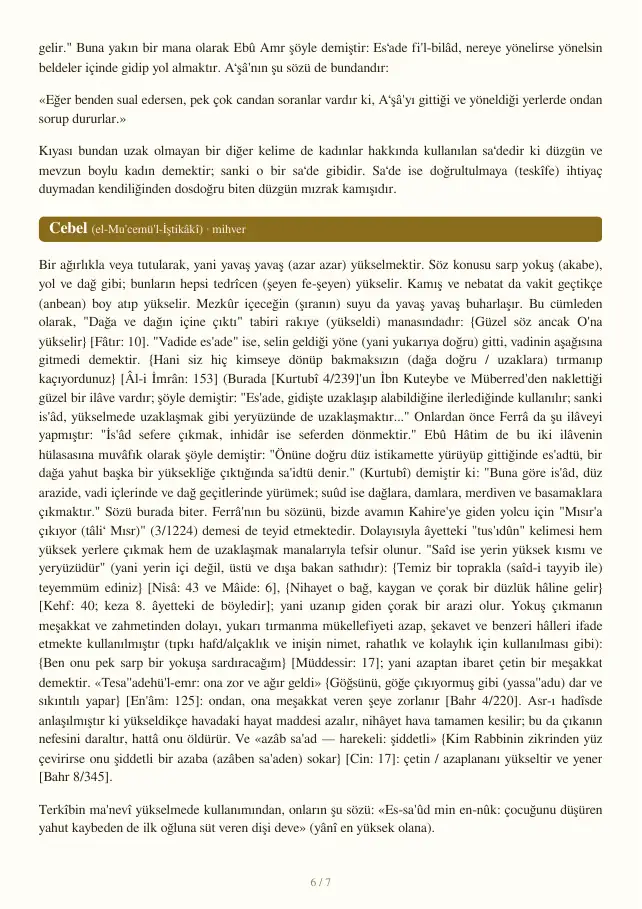 gelir." Buna yakın bir mana olarak Ebû Amr şöyle demiştir: Es‘ade fi'l-bilâd, nereye yönelirse yönelsin
beldeler içinde gidip yol almaktır. A‘şâ'nın şu sözü de bundandır:
«Eğer benden sual edersen, pek çok candan soranlar vardır ki, A‘şâ'yı gittiği ve yöneldiği yerlerde ondan
sorup dururlar.»
Kıyası bundan uzak olmayan bir diğer kelime de kadınlar hakkında kullanılan sa‘dedir ki düzgün ve
mevzun boylu kadın demektir; sanki o bir sa‘de gibidir. Sa‘de ise doğrultulmaya (teskîfe) ihtiyaç
duymadan kendiliğinden dosdoğru biten düzgün mızrak kamışıdır.
Cebel (el-Mu'cemü'l-İştikâkî) · mihver
Bir ağırlıkla veya tutularak, yani yavaş yavaş (azar azar) yükselmektir. Söz konusu sarp yokuş (akabe),
yol ve dağ gibi; bunların hepsi tedrîcen (şeyen fe-şeyen) yükselir. Kamış ve nebatat da vakit geçtikçe
(anbean) boy atıp yükselir. Mezkûr içeceğin (şıranın) suyu da yavaş yavaş buharlaşır. Bu cümleden
olarak, "Dağa ve dağın içine çıktı" tabiri rakıye (yükseldi) manasındadır: {Güzel söz ancak O'na
yükselir} [Fâtır: 10]. "Vadide es'ade" ise, selin geldiği yöne (yani yukarıya doğru) gitti, vadinin aşağısına
gitmedi demektir. {Hani siz hiç kimseye dönüp bakmaksızın (dağa doğru / uzaklara) tırmanıp
kaçıyordunuz} [Âl-i İmrân: 153] (Burada [Kurtubî 4/239]'un İbn Kuteybe ve Müberred'den naklettiği
güzel bir ilâve vardır; şöyle demiştir: "Es'ade, gidişte uzaklaşıp alabildiğine ilerlediğinde kullanılır; sanki
is'âd, yükselmede uzaklaşmak gibi yeryüzünde de uzaklaşmaktır..." Onlardan önce Ferrâ da şu ilâveyi
yapmıştır: "İs'âd sefere çıkmak, inhidâr ise seferden dönmektir." Ebû Hâtim de bu iki ilâvenin
hülasasına muvâfık olarak şöyle demiştir: "Önüne doğru düz istikamette yürüyüp gittiğinde es'adtü, bir
dağa yahut başka bir yüksekliğe çıktığında sa'idtü denir." (Kurtubî) demiştir ki: "Buna göre is'âd, düz
arazide, vadi içlerinde ve dağ geçitlerinde yürümek; suûd ise dağlara, damlara, merdiven ve basamaklara
çıkmaktır." Sözü burada biter. Ferrâ'nın bu sözünü, bizde avamın Kahire'ye giden yolcu için "Mısır'a
çıkıyor (tâli‘ Mısr)" (3/1224) demesi de teyid etmektedir. Dolayısıyla âyetteki "tus'ıdûn" kelimesi hem
yüksek yerlere çıkmak hem de uzaklaşmak manalarıyla tefsir olunur. "Saîd ise yerin yüksek kısmı ve
yeryüzüdür" (yani yerin içi değil, üstü ve dışa bakan sathıdır): {Temiz bir toprakla (saîd-i tayyib ile)
teyemmüm ediniz} [Nisâ: 43 ve Mâide: 6], {Nihayet o bağ, kaygan ve çorak bir düzlük hâline gelir}
[Kehf: 40; keza 8. âyetteki de böyledir]; yani uzanıp giden çorak bir arazi olur. Yokuş çıkmanın
meşakkat ve zahmetinden dolayı, yukarı tırmanma mükellefiyeti azap, şekavet ve benzeri hâlleri ifade
etmekte kullanılmıştır (tıpkı hafd/alçaklık ve inişin nimet, rahatlık ve kolaylık için kullanılması gibi):
{Ben onu pek sarp bir yokuşa sardıracağım} [Müddessir: 17]; yani azaptan ibaret çetin bir meşakkat
demektir. «Tesa''adehü'l-emr: ona zor ve ağır geldi» {Göğsünü, göğe çıkıyormuş gibi (yassa''adu) dar ve
sıkıntılı yapar} [En'âm: 125]: ondan, ona meşakkat veren şeye zorlanır [Bahr 4/220]. Asr-ı hadîsde
anlaşılmıştır ki yükseldikçe havadaki hayat maddesi azalır, nihâyet hava tamamen kesilir; bu da çıkanın
nefesini daraltır, hattâ onu öldürür. Ve «azâb sa'ad — harekeli: şiddetli» {Kim Rabbinin zikrinden yüz
çevirirse onu şiddetli bir azaba (azâben sa'aden) sokar} [Cin: 17]: çetin / azaplananı yükseltir ve yener
[Bahr 8/345].
Terkîbin ma'nevî yükselmede kullanımından, onların şu sözü: «Es-sa'ûd min en-nûk: çocuğunu düşüren
yahut kaybeden de ilk oğluna süt veren dişi deve» (yânî en yüksek olana).
6 / 7